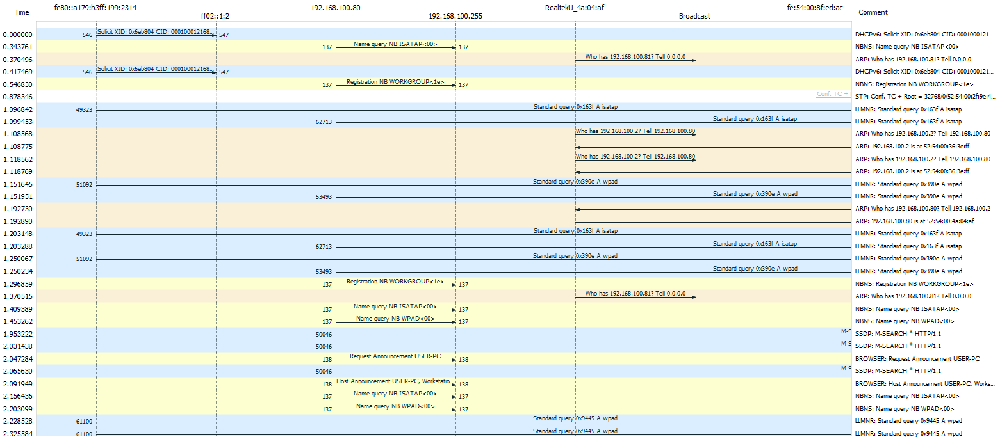 Time fe80::a179:b3ff:199:2314 ff02::1:2 192.168.100.80 192.168.100.255 RealtekU_4a:04:af Broadcast fe:54:00:8f:ed:ac Comment
0.000000 546 Solicit XID: 0x6eb804 CID: 000100012168... 547 DHCPv6: Solicit XID: 0x6eb804 CID: 0001000121...
0.343761 137 Name query NB ISATAP<00> 137 NBNS: Name query NB ISATAP<00>
0.370496 Who has 192.168.100.81? Tell 0.0.0.0 ARP: Who has 192.168.100.81? Tell 0.0.0.0
0.417469 546 Solicit XID: 0x6eb804 CID: 000100012168... 547 DHCPv6: Solicit XID: 0x6eb804 CID: 0001000121...
0.546830 137 Registration NB WORKGROUP<1e> 137 NBNS: Registration NB WORKGROUP<1e>
0.878346 Conf. TC + STP: Conf. TC + Root = 32768/0/52:54:00:2f:9e:4...
1.096842 49323 Standard query 0x163f A isatap LLMNR: Standard query 0x163f A isatap
1.099453 62713 Standard query 0x163f A isatap LLMNR: Standard query 0x163f A isatap
1.108568 Who has 192.168.100.2? Tell 192.168.100.80 ARP: Who has 192.168.100.2? Tell 192.168.100.80
1.108775 ARP: 192.168.100.2 is at 52:54:00:36:3e:ff
1.118562 Who has 192.168.100.2? Tell 192.168.100.80 ARP: Who has 192.168.100.2? Tell 192.168.100.80
1.118769 ARP: 192.168.100.2 is at 52:54:00:36:3e:ff
1.151645 51092 Standard query 0x390e A wpad LLMNR: Standard query 0x390e A wpad
1.151951 53493 Standard query 0x390e A wpad LLMNR: Standard query 0x390e A wpad
1.192730 ARP: Who has 192.168.100.80? Tell 192.168.100.2
1.192890 ARP: 192.168.100.80 is at 52:54:00:4a:04:af
1.203148 49323 Standard query 0x163f A isatap LLMNR: Standard query 0x163f A isatap
1.203288 62713 Standard query 0x163f A isatap LLMNR: Standard query 0x163f A isatap
1.250067 51092 Standard query 0x390e A wpad LLMNR: Standard query 0x390e A wpad
1.250234 53493 Standard query 0x390e A wpad LLMNR: Standard query 0x390e A wpad
1.296859 137 Registration NB WORKGROUP<1e> 137 NBNS: Registration NB WORKGROUP<1e>
1.370515 Who has 192.168.100.81? Tell 0.0.0.0 ARP: Who has 192.168.100.81? Tell 0.0.0.0
1.409389 137 Name query NB ISATAP<00> 137 NBNS: Name query NB ISATAP<00>
1.453262 137 Name query NB WPAD<00> 137 NBNS: Name query NB WPAD<00>
1.953222 50046 M-S SSDP: M-SEARCH * HTTP/1.1
2.031438 50046 M-S SSDP: M-SEARCH * HTTP/1.1
2.047284 138 Request Announcement USER-PC 138 BROWSER: Request Announcement USER-PC
2.065630 50046 M-S SSDP: M-SEARCH * HTTP/1.1
2.091949 138 Host Announcement USER-PC, Workstatio... 138 BROWSER: Host Announcement USER-PC, Works...
2.156436 137 Name query NB ISATAP<00> 137 NBNS: Name query NB ISATAP<00>
2.203099 137 Name query NB WPAD<00> 137 NBNS: Name query NB WPAD<00>
2.228528 61100 Standard query 0x9445 A wpad LLMNR: Standard query 0x9445 A wpad
2.325584 61100 Standard query 0x9445 A wpad LLMNR: Standard query 0x9445 A wpad